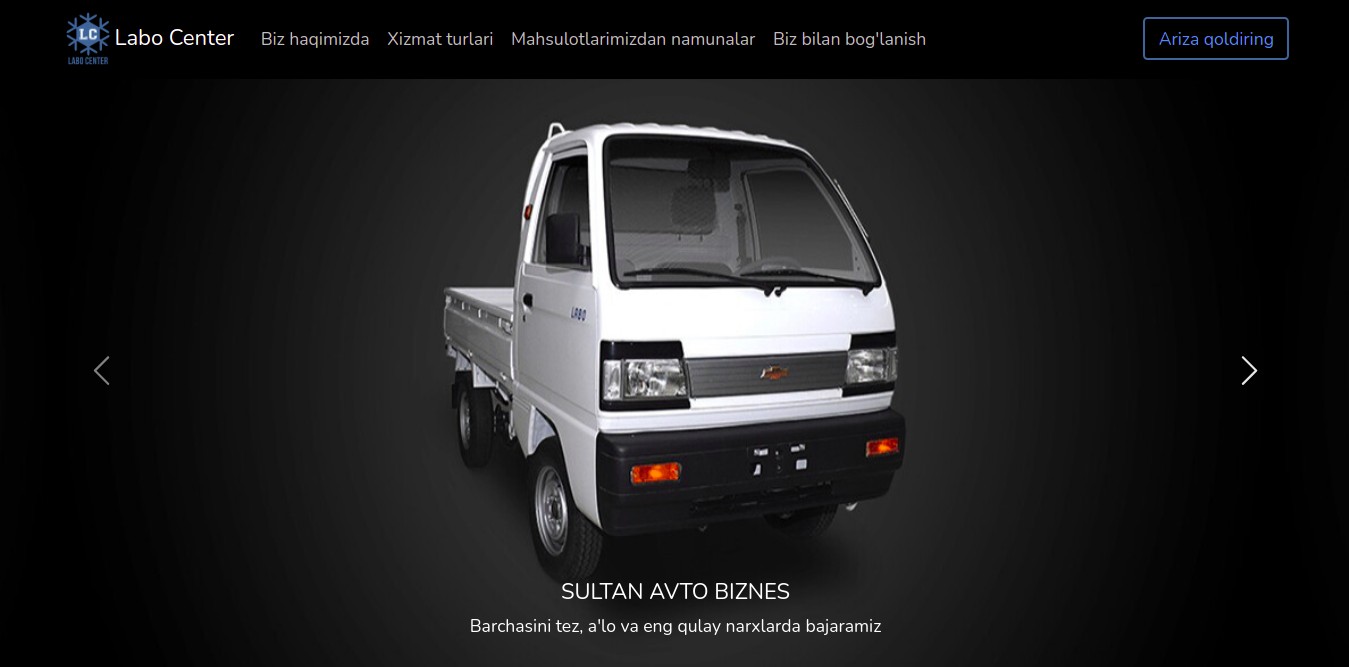 LC
LABO CENTER
Labo Center
Biz haqimizda
Xizmat turlari
Mahsulotlarimizdan namunalar
Biz bilan bog'lanish
Ariza qoldiring
LABO
SULTAN AVTO BIZNES
Barchasini tez, a'lo va eng qulay narxlarda bajaramiz